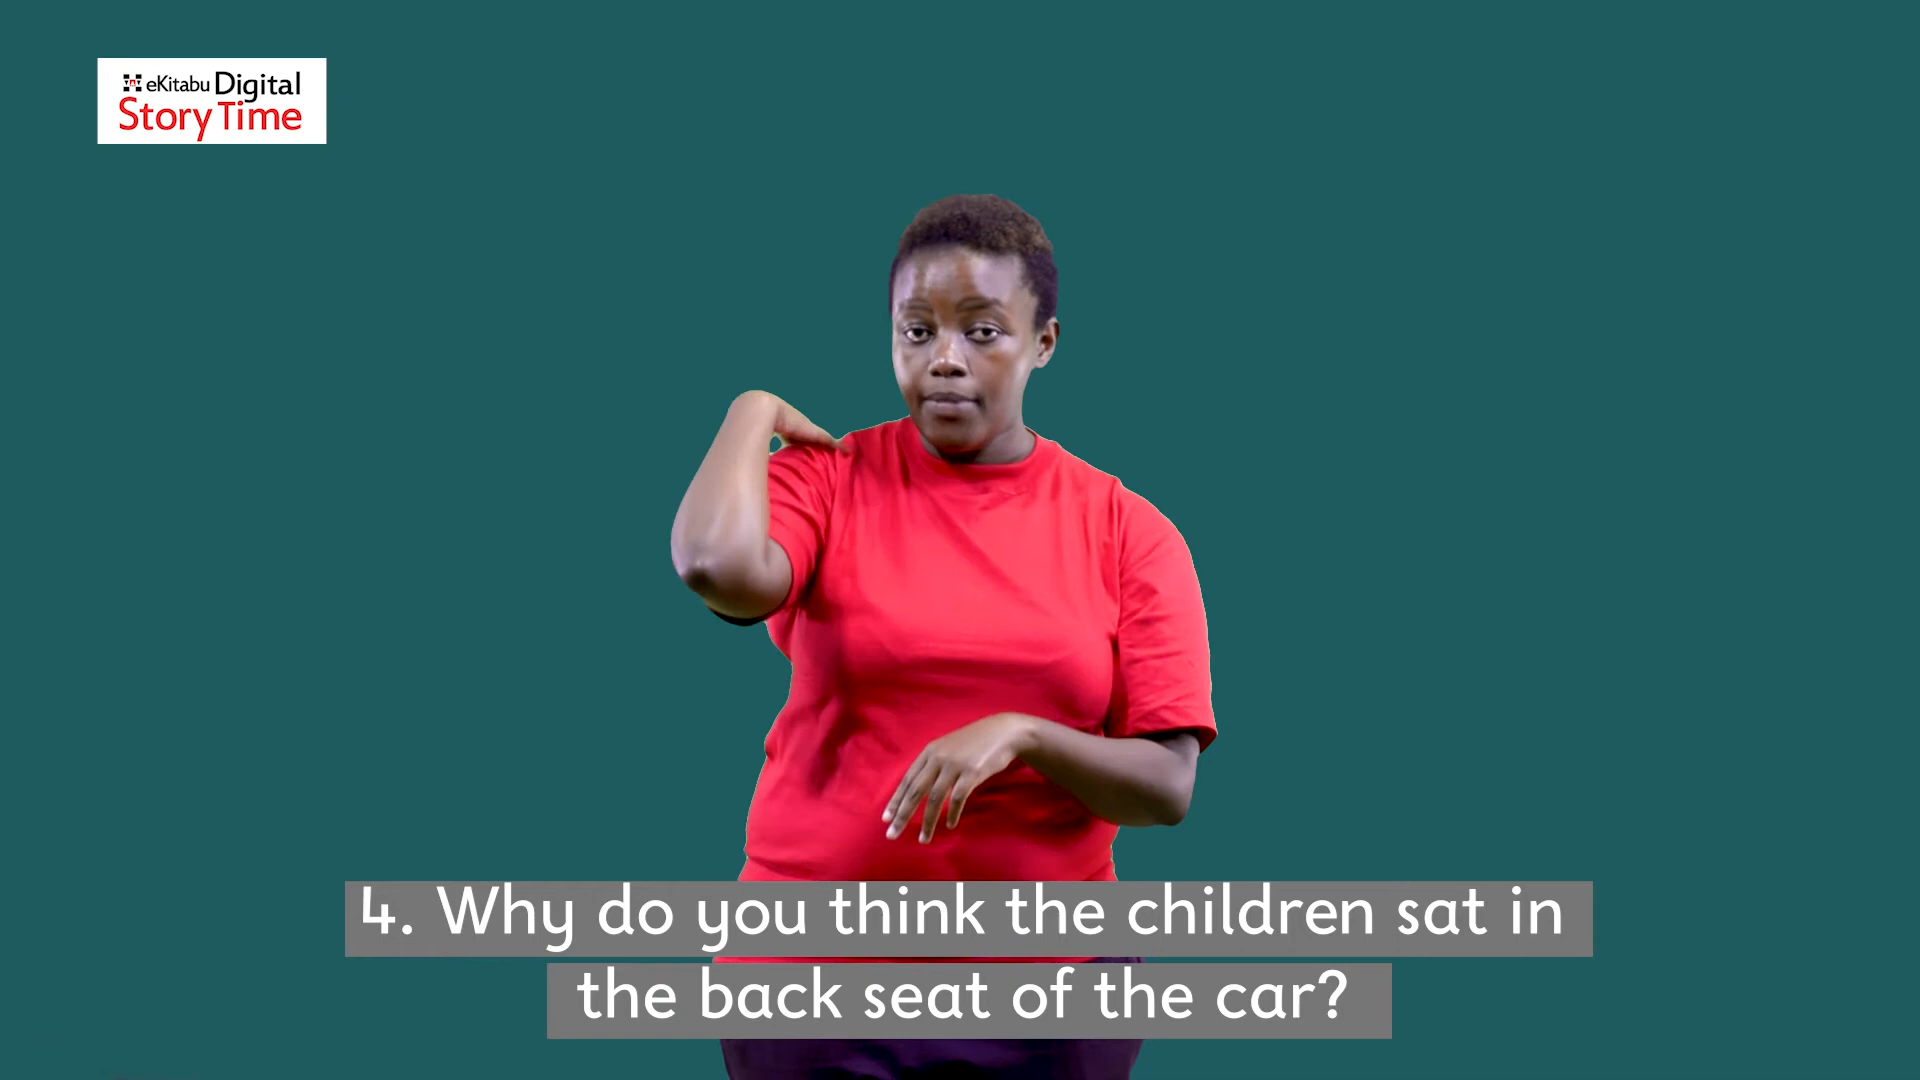 eKitabu Digital
Story Time
4. Why do you think the children sat in
the back seat of the car?